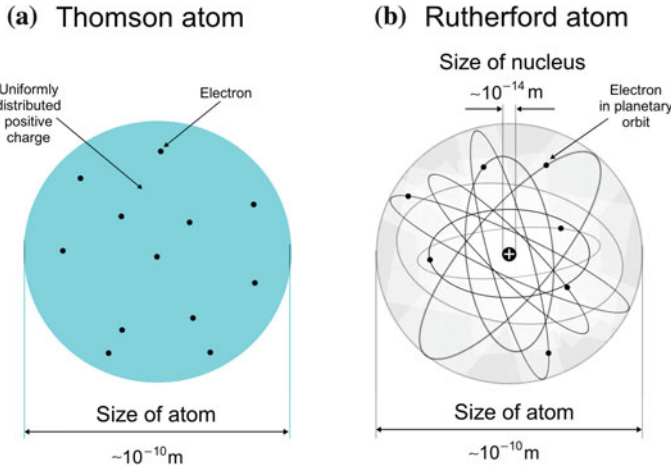 (a) Thomson atom
Uniformly
distributed
positive
charge
Electron
Size of atom
~10⁻¹⁰m
(b) Rutherford atom
Size of nucleus
~10⁻¹⁴m
Electron
in planetary
orbit
+
Size of atom
~10⁻¹⁰m